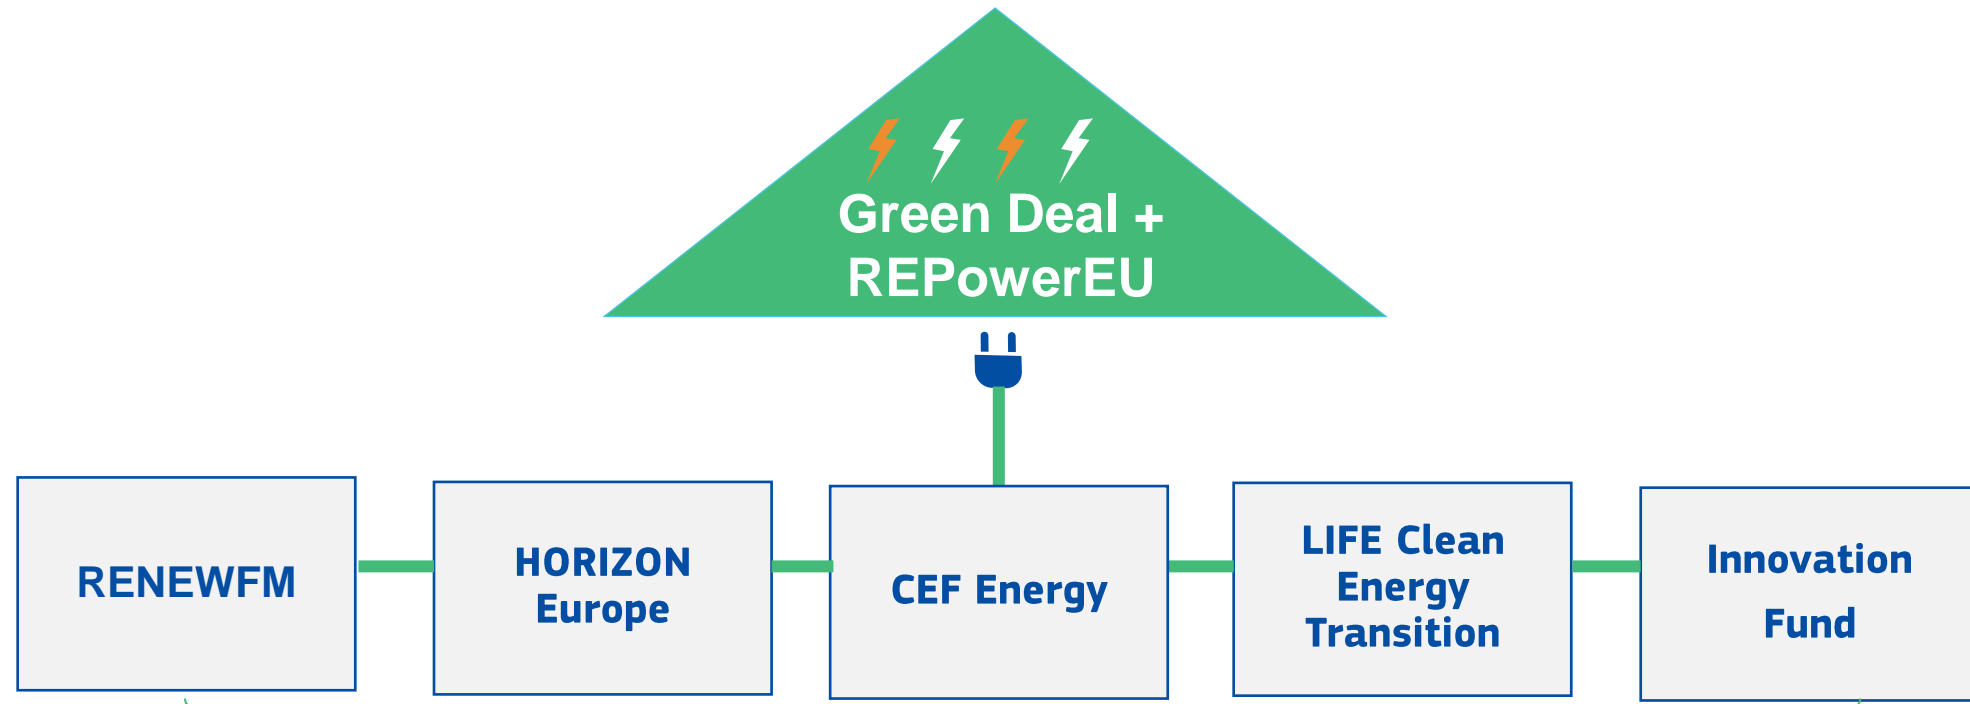 Green Deal +
REPowerEU
RENEWFM
HORIZON
Europe
CEF Energy
LIFE Clean
Energy
Transition
Innovation
Fund